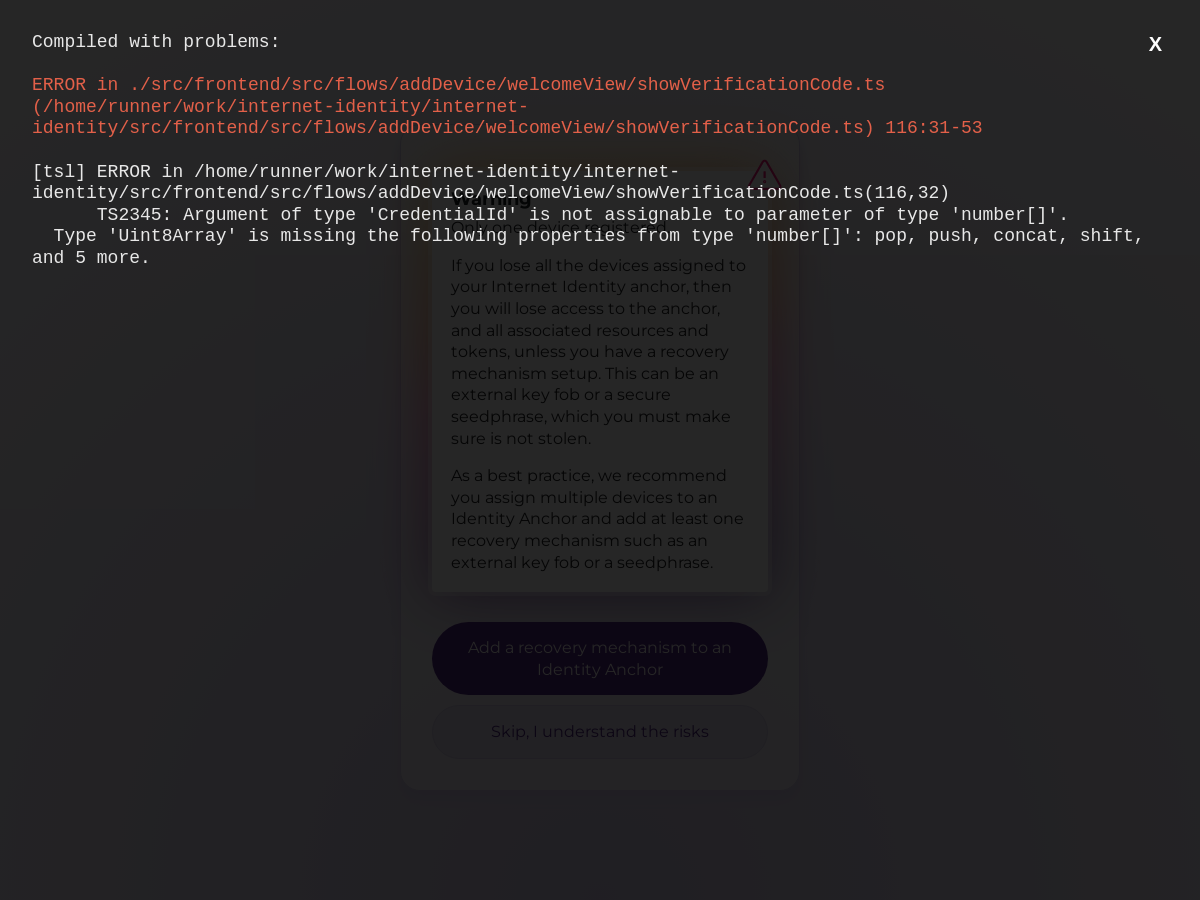 Compiled with problems:
X
ERROR in ./src/frontend/src/flows/addDevice/welcomeView/showVerificationCode.ts
(/home/runner/work/internet-identity/internet-
identity/src/frontend/src/flows/addDevice/welcomeView/showVerificationCode.ts) 116:31-53
[tsl] ERROR in /home/runner/work/internet-identity/internet-
identity/src/frontend/src/flows/addDevice/welcomeView/showVerificationCode.ts(116,32)
TS2345: Argument of type 'CredentialId' is not assignable to parameter of type 'number[]'.
Type 'Uint8Array' is missing the following properties from type 'number[]': pop, push, concat, shift,
and 5 more.
Warning
Only one device registered
If you lose all the devices assigned to
your Internet Identity anchor, then
you will lose access to the anchor,
and all associated resources and
tokens, unless you have a recovery
mechanism setup. This can be an
external key fob or a secure
seedphrase, which you must make
sure is not stolen.
As a best practice, we recommend
you assign multiple devices to an
Identity Anchor and add at least one
recovery mechanism such as an
external key fob or a seedphrase.
Add a recovery mechanism to an
Identity Anchor
Skip, I understand the risks